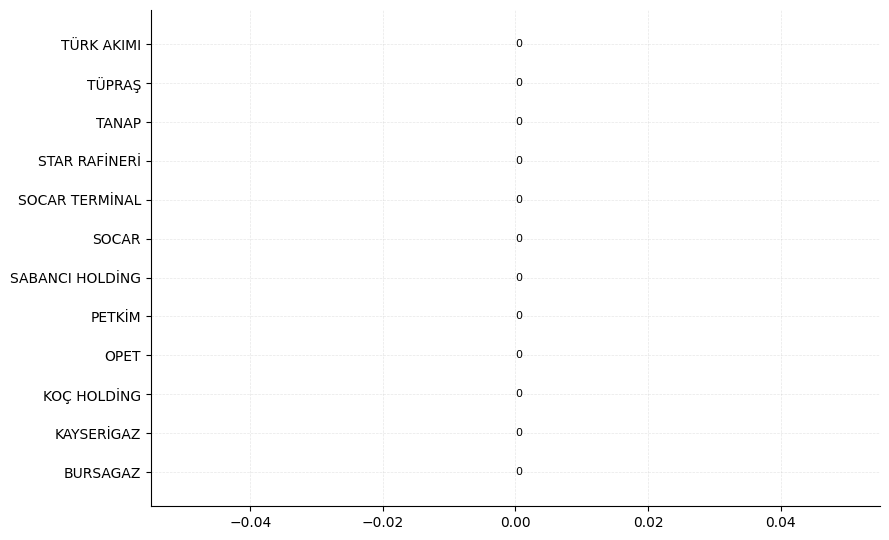 TÜRK AKIMI 0
TÜPRAŞ 0
TANAP 0
STAR RAFİNERİ 0
SOCAR TERMİNAL 0
SOCAR 0
SABANCI HOLDİNG 0
PETKİM 0
OPET 0
KOÇ HOLDİNG 0
KAYSERİGAZ 0
BURSAGAZ 0
−0.04 −0.02 0.00 0.02 0.04